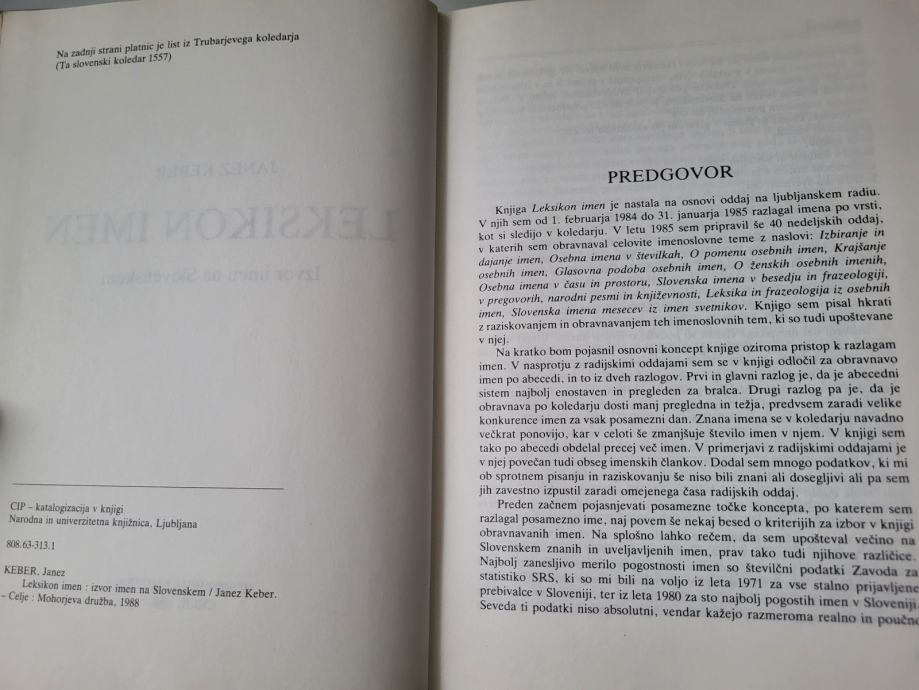 Na zadnji strani platnic je list iz Trubarjevega koledarja
(Ta slovenski koledar 1557)
JANEZ KEBER
LEKSIKON IMEN
Izvor imen na Slovenskem
CIP – katalogizacija v knjigi
Narodna in univerzitetna knjižnica, Ljubljana
808.63-313.1
KEBER, Janez
Leksikon imen : izvor imen na Slovenskem / Janez Keber.
– Celje : Mohorjeva družba, 1988
PREDGOVOR
Knjiga Leksikon imen je nastala na osnovi oddaj na ljubljanskem radiu.
V njih sem od 1. februarja 1984 do 31. januarja 1985 razlagal imena po vrsti,
kot si sledijo v koledarju. V letu 1985 sem pripravil še 40 nedeljskih oddaj,
v katerih sem obravnaval celovite imenoslovne teme z naslovi: Izbiranje in
dajanje imen, Osebna imena v številkah, O pomenu osebnih imen, Krajšanje
osebnih imen, Glasovna podoba osebnih imen, O ženskih osebnih imenih,
Osebna imena v času in prostoru, Slovenska imena v besedju in frazeologiji,
v pregovorih, narodni pesmi in književnosti, Leksika in frazeologija iz osebnih
imen, Slovenska imena mesecev iz imen svetnikov. Knjigo sem pisal hkrati
z raziskovanjem in obravnavanjem teh imenoslovnih tem, ki so tudi upoštevane
v njej.
Na kratko bom pojasnil osnovni koncept knjige oziroma pristop k razlagam
imen. V nasprotju z radijskimi oddajami sem se v knjigi odločil za obravnavo
imen po abecedi, in to iz dveh razlogov. Prvi in glavni razlog je, da je abecedni
sistem najbolj enostaven in pregleden za bralca. Drugi razlog pa je, da je
obravnava po koledarju dosti manj pregledna in težja, predvsem zaradi velike
konkurence imen za vsak posamezni dan. Znana imena se v koledarju navadno
večkrat ponovijo, kar v celoti še zmanjšuje število imen v njem. V knjigi sem
tako po abecedi obdelal precej več imen. V primerjavi z radijskimi oddajami je
v njej povečan tudi obseg imenskih člankov. Dodal sem mnogo podatkov, ki mi
ob sprotnem pisanju in raziskovanju še niso bili znani ali dosegljivi ali pa sem
jih zavestno izpustil zaradi omejenega časa radijskih oddaj.
Preden začnem pojasnjevati posamezne točke koncepta, po katerem sem
razlagal posamezno ime, naj povem še nekaj besed o kriterijih za izbor v knjigi
obravnavanih imen. Na splošno lahko rečem, da sem upošteval večino na
Slovenskem znanih in uveljavljenih imen, prav tako tudi njihove različice.
Najbolj zanesljivo merilo pogostnosti imen so številčni podatki Zavoda za
statistiko SRS, ki so mi bili na voljo iz leta 1971 za vse stalno prijavljene
prebivalce v Sloveniji, ter iz leta 1980 za sto najbolj pogostih imen v Sloveniji.
Seveda ti podatki niso absolutni, vendar kažejo razmeroma realno in poučno